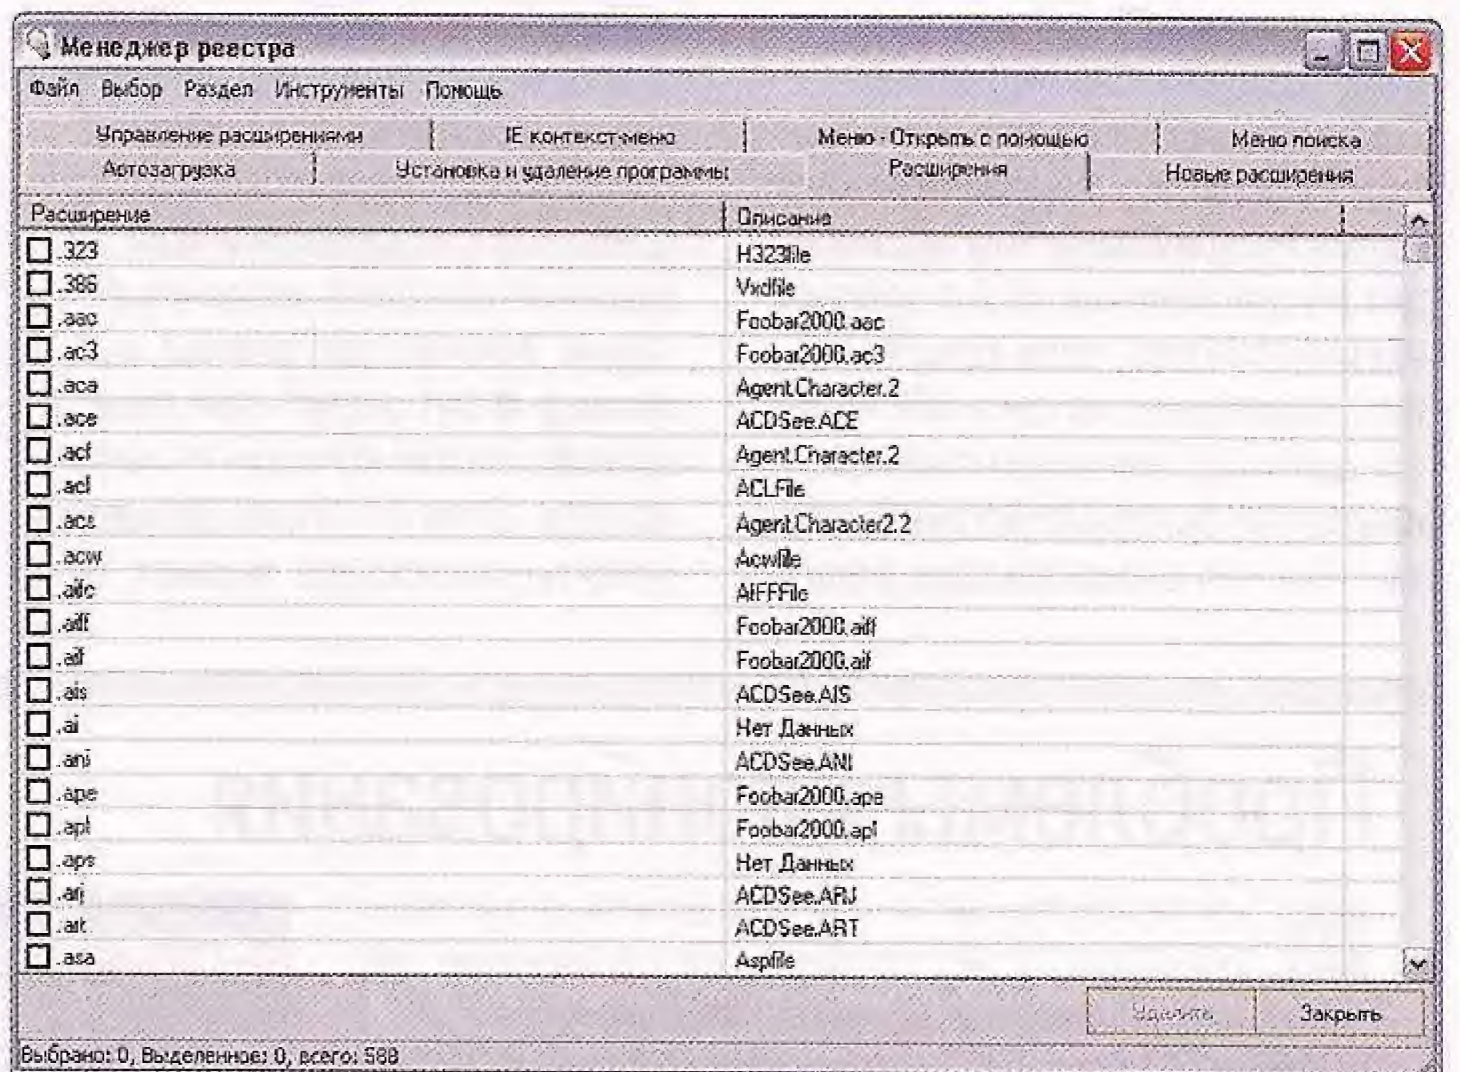 Менеджер реестра
Файл Выбор Раздел Инструменты Помощь
Управление расширениями IE контекст-меню Меню - Открыть с помощью Меню поиска
Автозагрузка Установка и удаление программы Расширения Новые расширения
Расширение Описание
.323 H323file
.386 Vxdfile
.aac Foobar2000.aac
.ac3 Foobar2000.ac3
.aca Agent.Character.2
.ace ACDSee.ACE
.acf Agent.Character.2
.acl ACLFile
.acs Agent.Character2.2
.acw Acwfile
.aifc AIFFFile
.aiff Foobar2000.aiff
.aif Foobar2000.aif
.ais ACDSee.AIS
.ai Нет Данных
.ani ACDSee.ANI
.ape Foobar2000.ape
.apl Foobar2000.apl
.aps Нет Данных
.arj ACDSee.ARJ
.art ACDSee.ART
.asa Aspfile
Удалить Закрыть
Выбрано: 0, Выделенное: 0, всего: 588